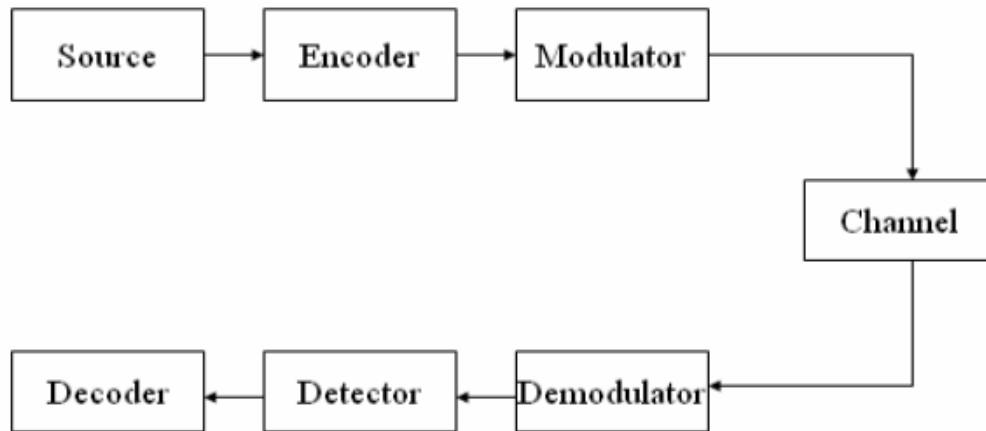 Source
Encoder
Modulator
Channel
Demodulator
Detector
Decoder